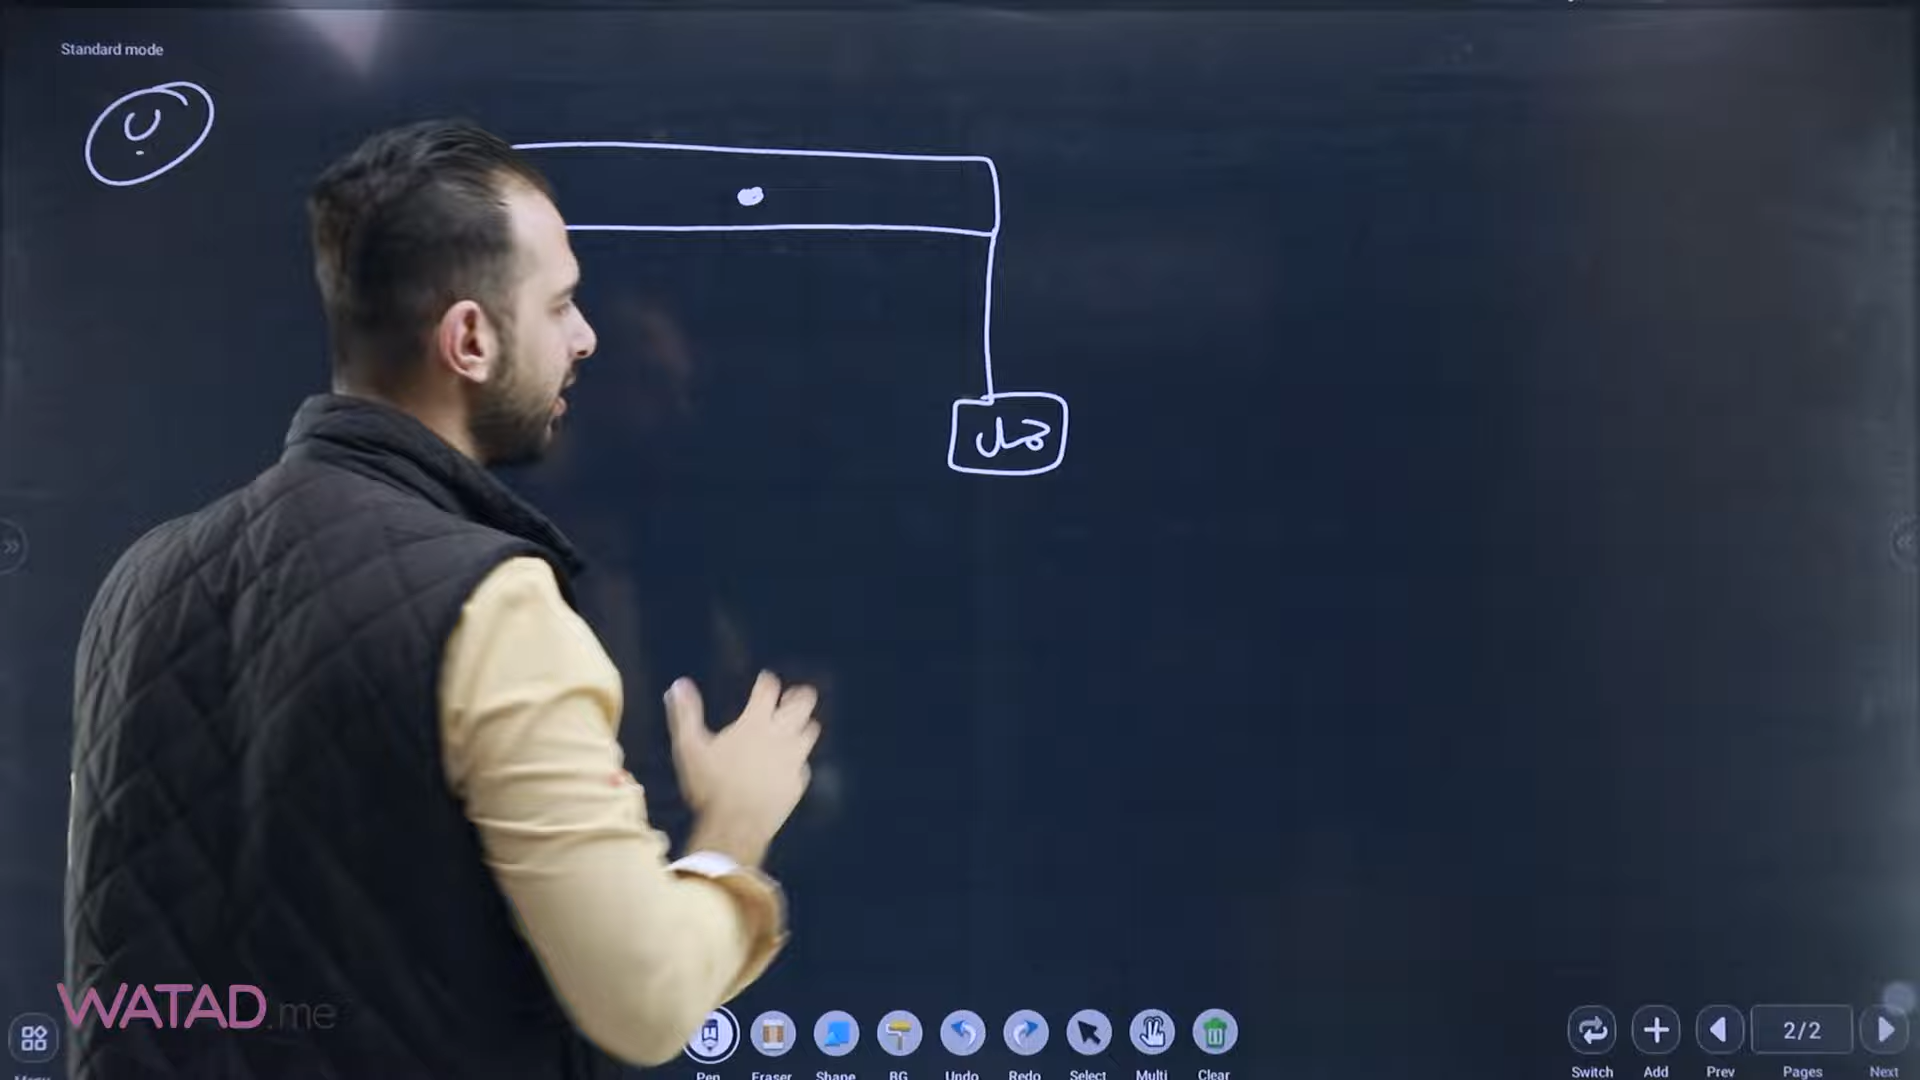 Standard mode
ب
حمل
WATAD.me
Pen Eraser Shape BG Undo Redo Select Multi Clear
Switch Add Prev 2/2 Pages Next